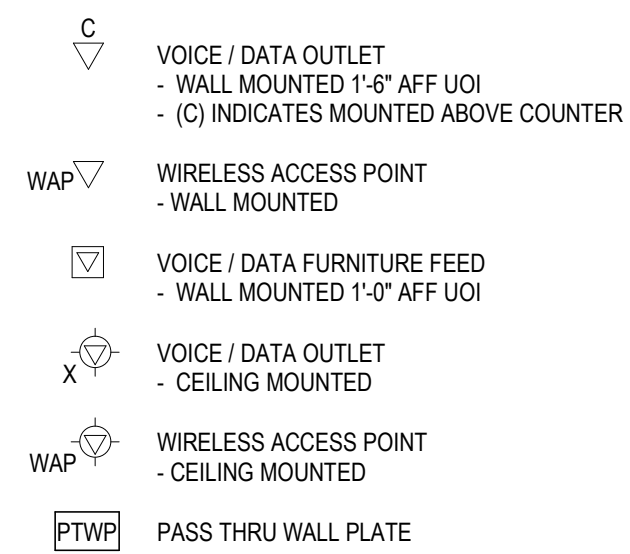 C
VOICE / DATA OUTLET
- WALL MOUNTED 1'-6" AFF UOI
- (C) INDICATES MOUNTED ABOVE COUNTER
WAP WIRELESS ACCESS POINT
- WALL MOUNTED
VOICE / DATA FURNITURE FEED
- WALL MOUNTED 1'-0" AFF UOI
X VOICE / DATA OUTLET
- CEILING MOUNTED
WAP WIRELESS ACCESS POINT
- CEILING MOUNTED
PTWP PASS THRU WALL PLATE